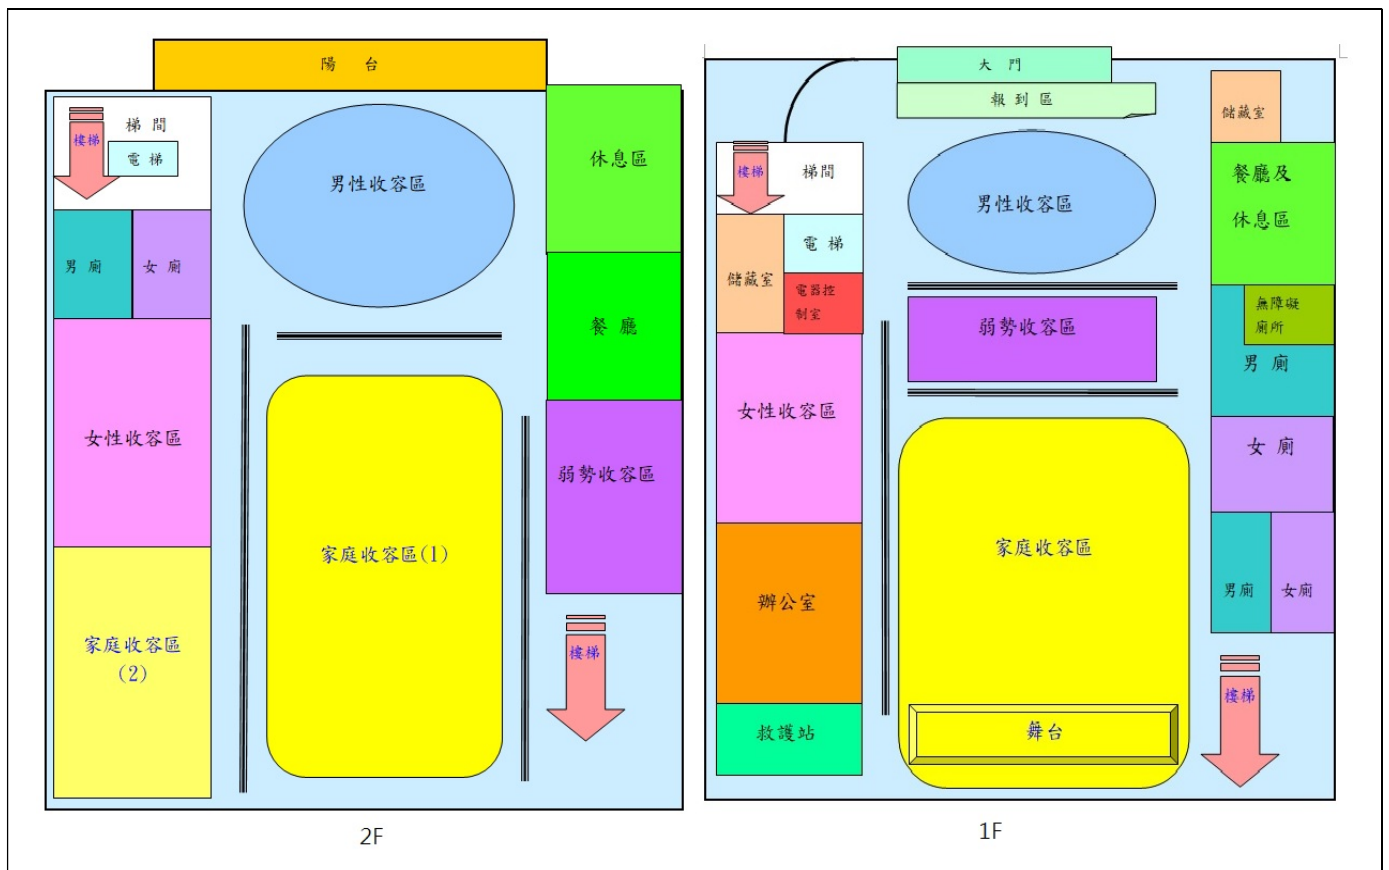 陽 台
梯 間
樓梯
電 梯
男 廁
女 廁
女性收容區
家庭收容區
(2)
男性收容區
家庭收容區(1)
休息區
餐 廳
弱勢收容區
樓梯
2F
大 門
報 到 區
樓梯
梯間
儲藏室
電 梯
電器控
制室
女性收容區
辦公室
救護站
男性收容區
弱勢收容區
家庭收容區
舞台
儲藏室
餐廳及
休息區
無障礙
廁所
男 廁
女 廁
男廁
女廁
樓梯
1F